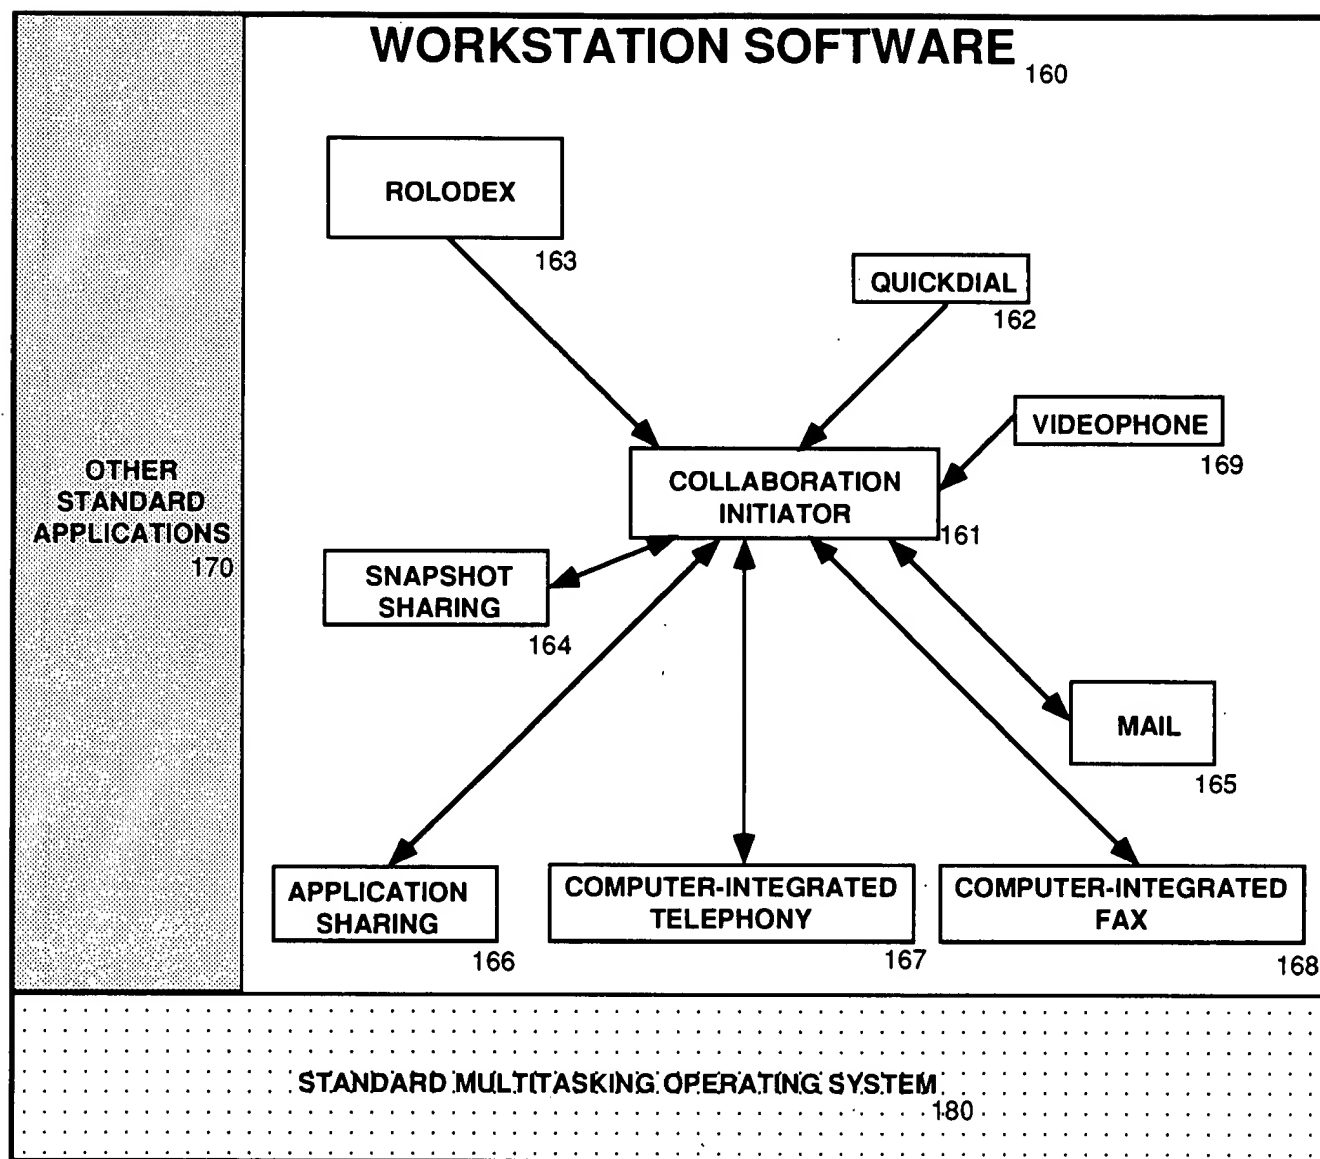 WORKSTATION SOFTWARE
160
ROLODEX
163
QUICKDIAL
162
VIDEOPHONE
169
COLLABORATION
INITIATOR
161
OTHER
STANDARD
APPLICATIONS
170
SNAPSHOT
SHARING
164
MAIL
165
APPLICATION
SHARING
166
COMPUTER-INTEGRATED
TELEPHONY
167
COMPUTER-INTEGRATED
FAX
168
STANDARD MULTITASKING OPERATING SYSTEM
180